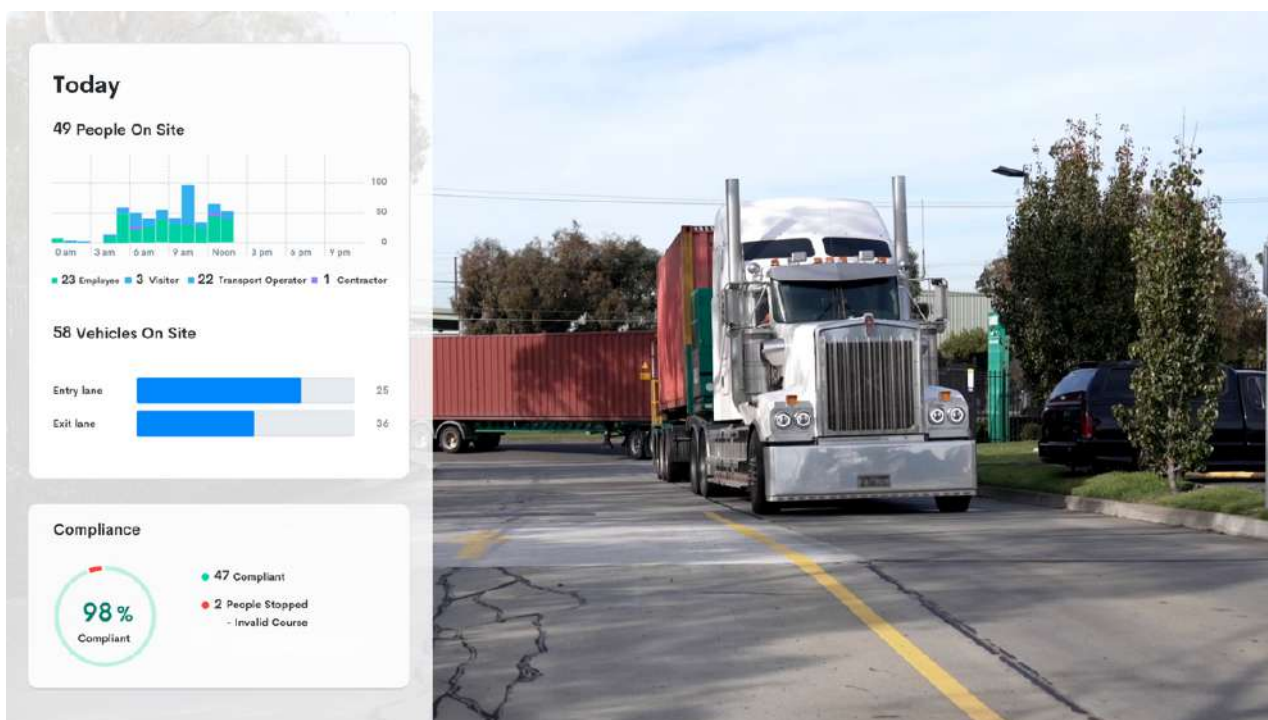 Today
49 People On Site
100
50
0
0 am 3 am 6 am 9 am Noon 3 pm 6 pm 9 pm
23 Employee 3 Visitor 22 Transport Operator 1 Contractor
58 Vehicles On Site
Entry lane 25
Exit lane 36
Compliance
98 %
Compliant
47 Compliant
2 People Stopped
- Invalid Course